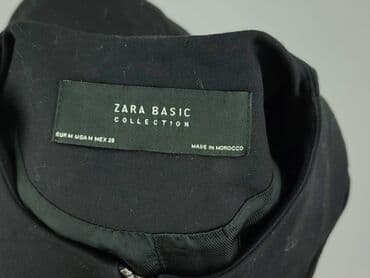 ZARA BASIC
COLLECTION
EUR M USA M MEX 28
MADE IN MOROCCO